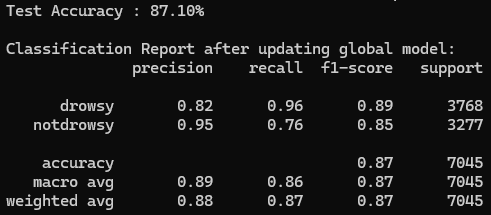 Test Accuracy : 87.10%
Classification Report after updating global model:
precision recall f1-score support
drowsy 0.82 0.96 0.89 3768
notdrowsy 0.95 0.76 0.85 3277
accuracy 0.87 7045
macro avg 0.89 0.86 0.87 7045
weighted avg 0.88 0.87 0.87 7045